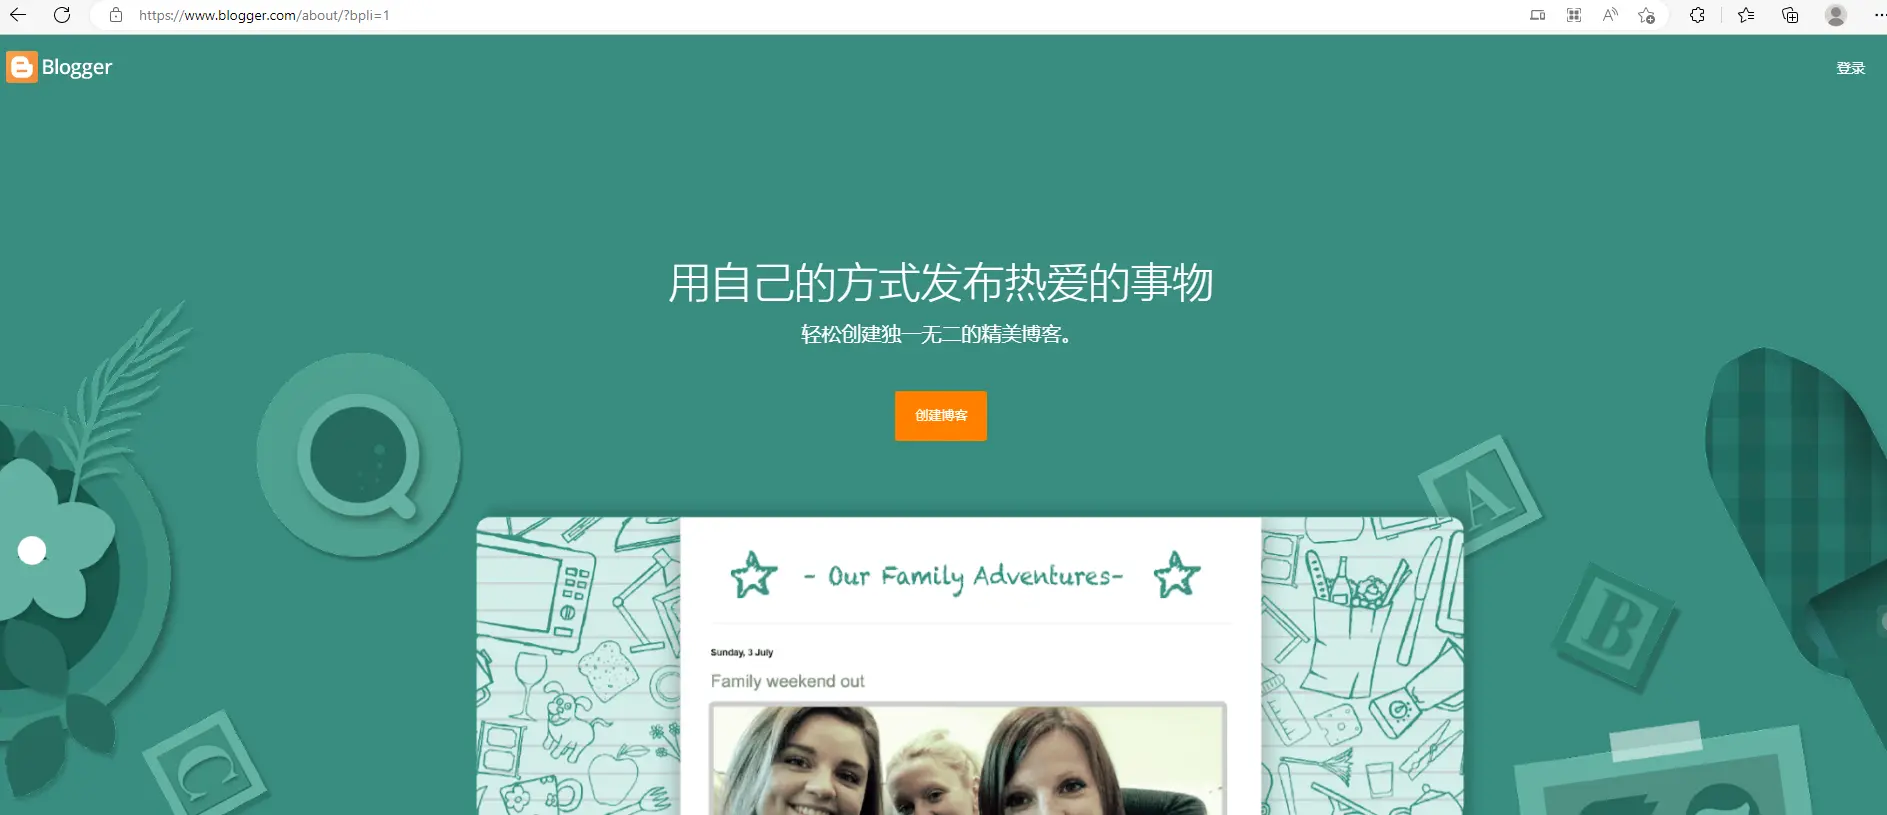 https://www.blogger.com/about/?bpli=1
Blogger
登录
用自己的方式发布热爱的事物
轻松创建独一无二的精美博客。
创建博客
- Our Family Adventures-
Sunday, 3 July
Family weekend out
A
B
C